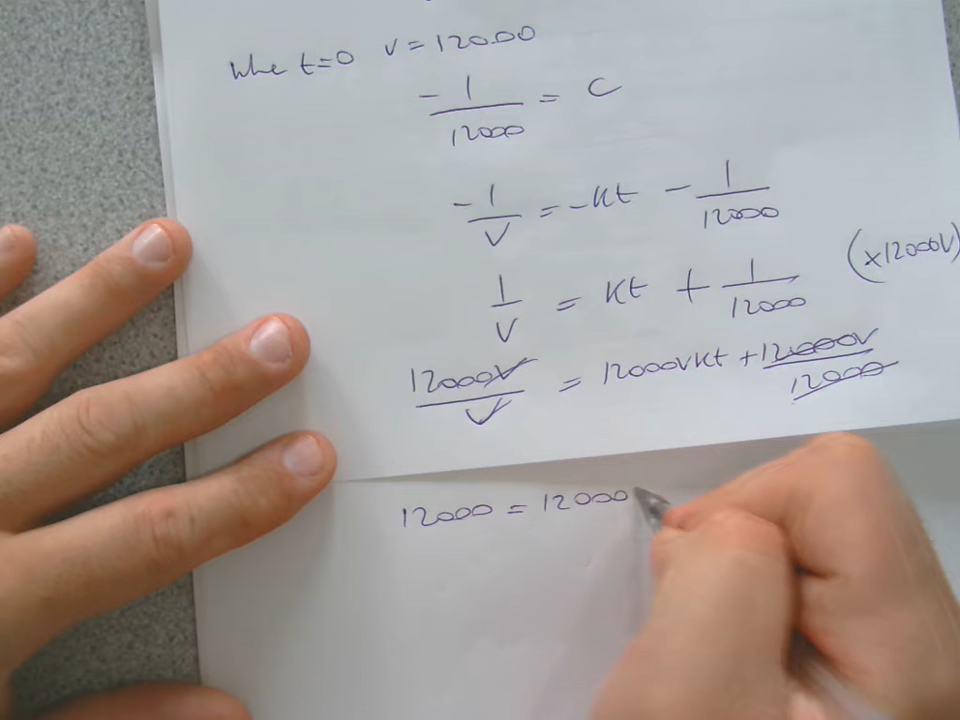 Whe t=0 V=12000
- 1/12000 = C
- 1/V = -Kt - 1/12000
1/V = Kt + 1/12000 (x12000V)
12000V/V = 12000VKt + 12000V/12000
12000 = 12000